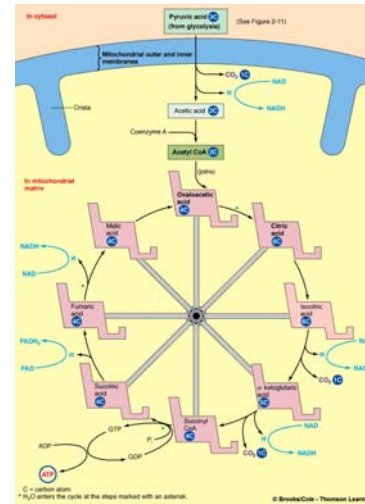 In cytosol
Pyruvic acid 3C
(from glycolysis)
(See Figure 2-11)
Mitochondrial outer and inner
membranes
CO2 1C
NAD
H
NADH
Crista
Acetic acid 2C
Coenzyme A
Acetyl CoA 2C
In mitochondrial
matrix
(joins)
Oxaloacetic
acid
4C
*
Malic
acid
4C
Citric
acid
6C
NADH
H
NAD
*
Fumaric
acid
4C
Isocitric
acid
6C
H
CO2 1C
FADH2
H
FAD
Succinic
acid
4C
α ketoglutaric
acid
5C
Succinyl
CoA
4C
*
NAD
H
NADH
CO2 1C
GTP
Pi
ADP
GDP
ATP
C = carbon atom.
* H2O enters the cycle at the steps marked with an asterisk.
© Brooks/Cole - Thomson Learn